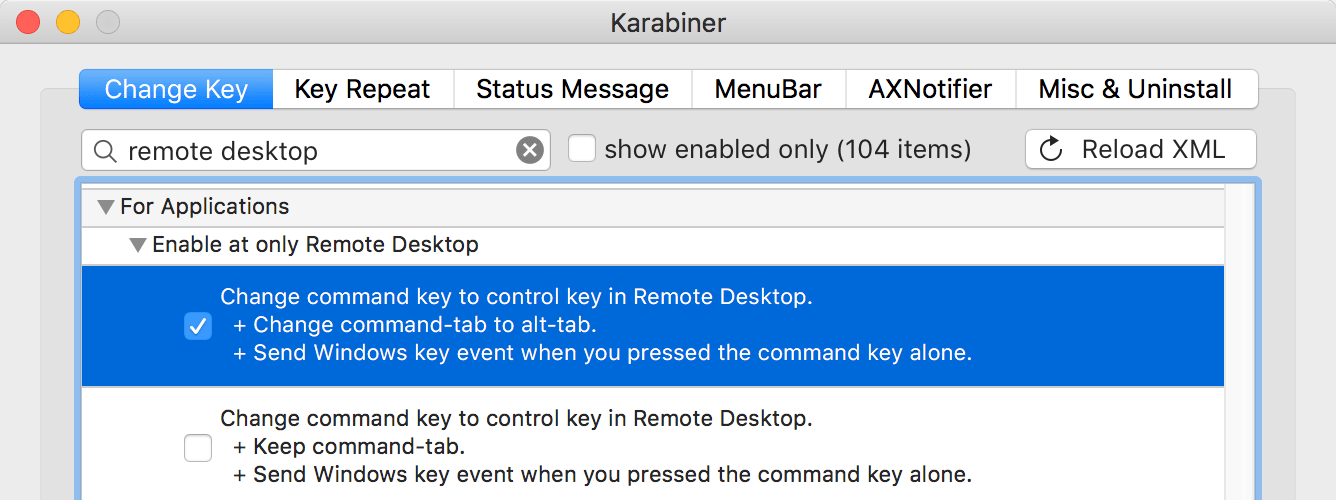 Karabiner
Change Key Key Repeat Status Message MenuBar AXNotifier Misc & Uninstall
remote desktop show enabled only (104 items) Reload XML
For Applications
Enable at only Remote Desktop
Change command key to control key in Remote Desktop.
+ Change command-tab to alt-tab.
+ Send Windows key event when you pressed the command key alone.
Change command key to control key in Remote Desktop.
+ Keep command-tab.
+ Send Windows key event when you pressed the command key alone.